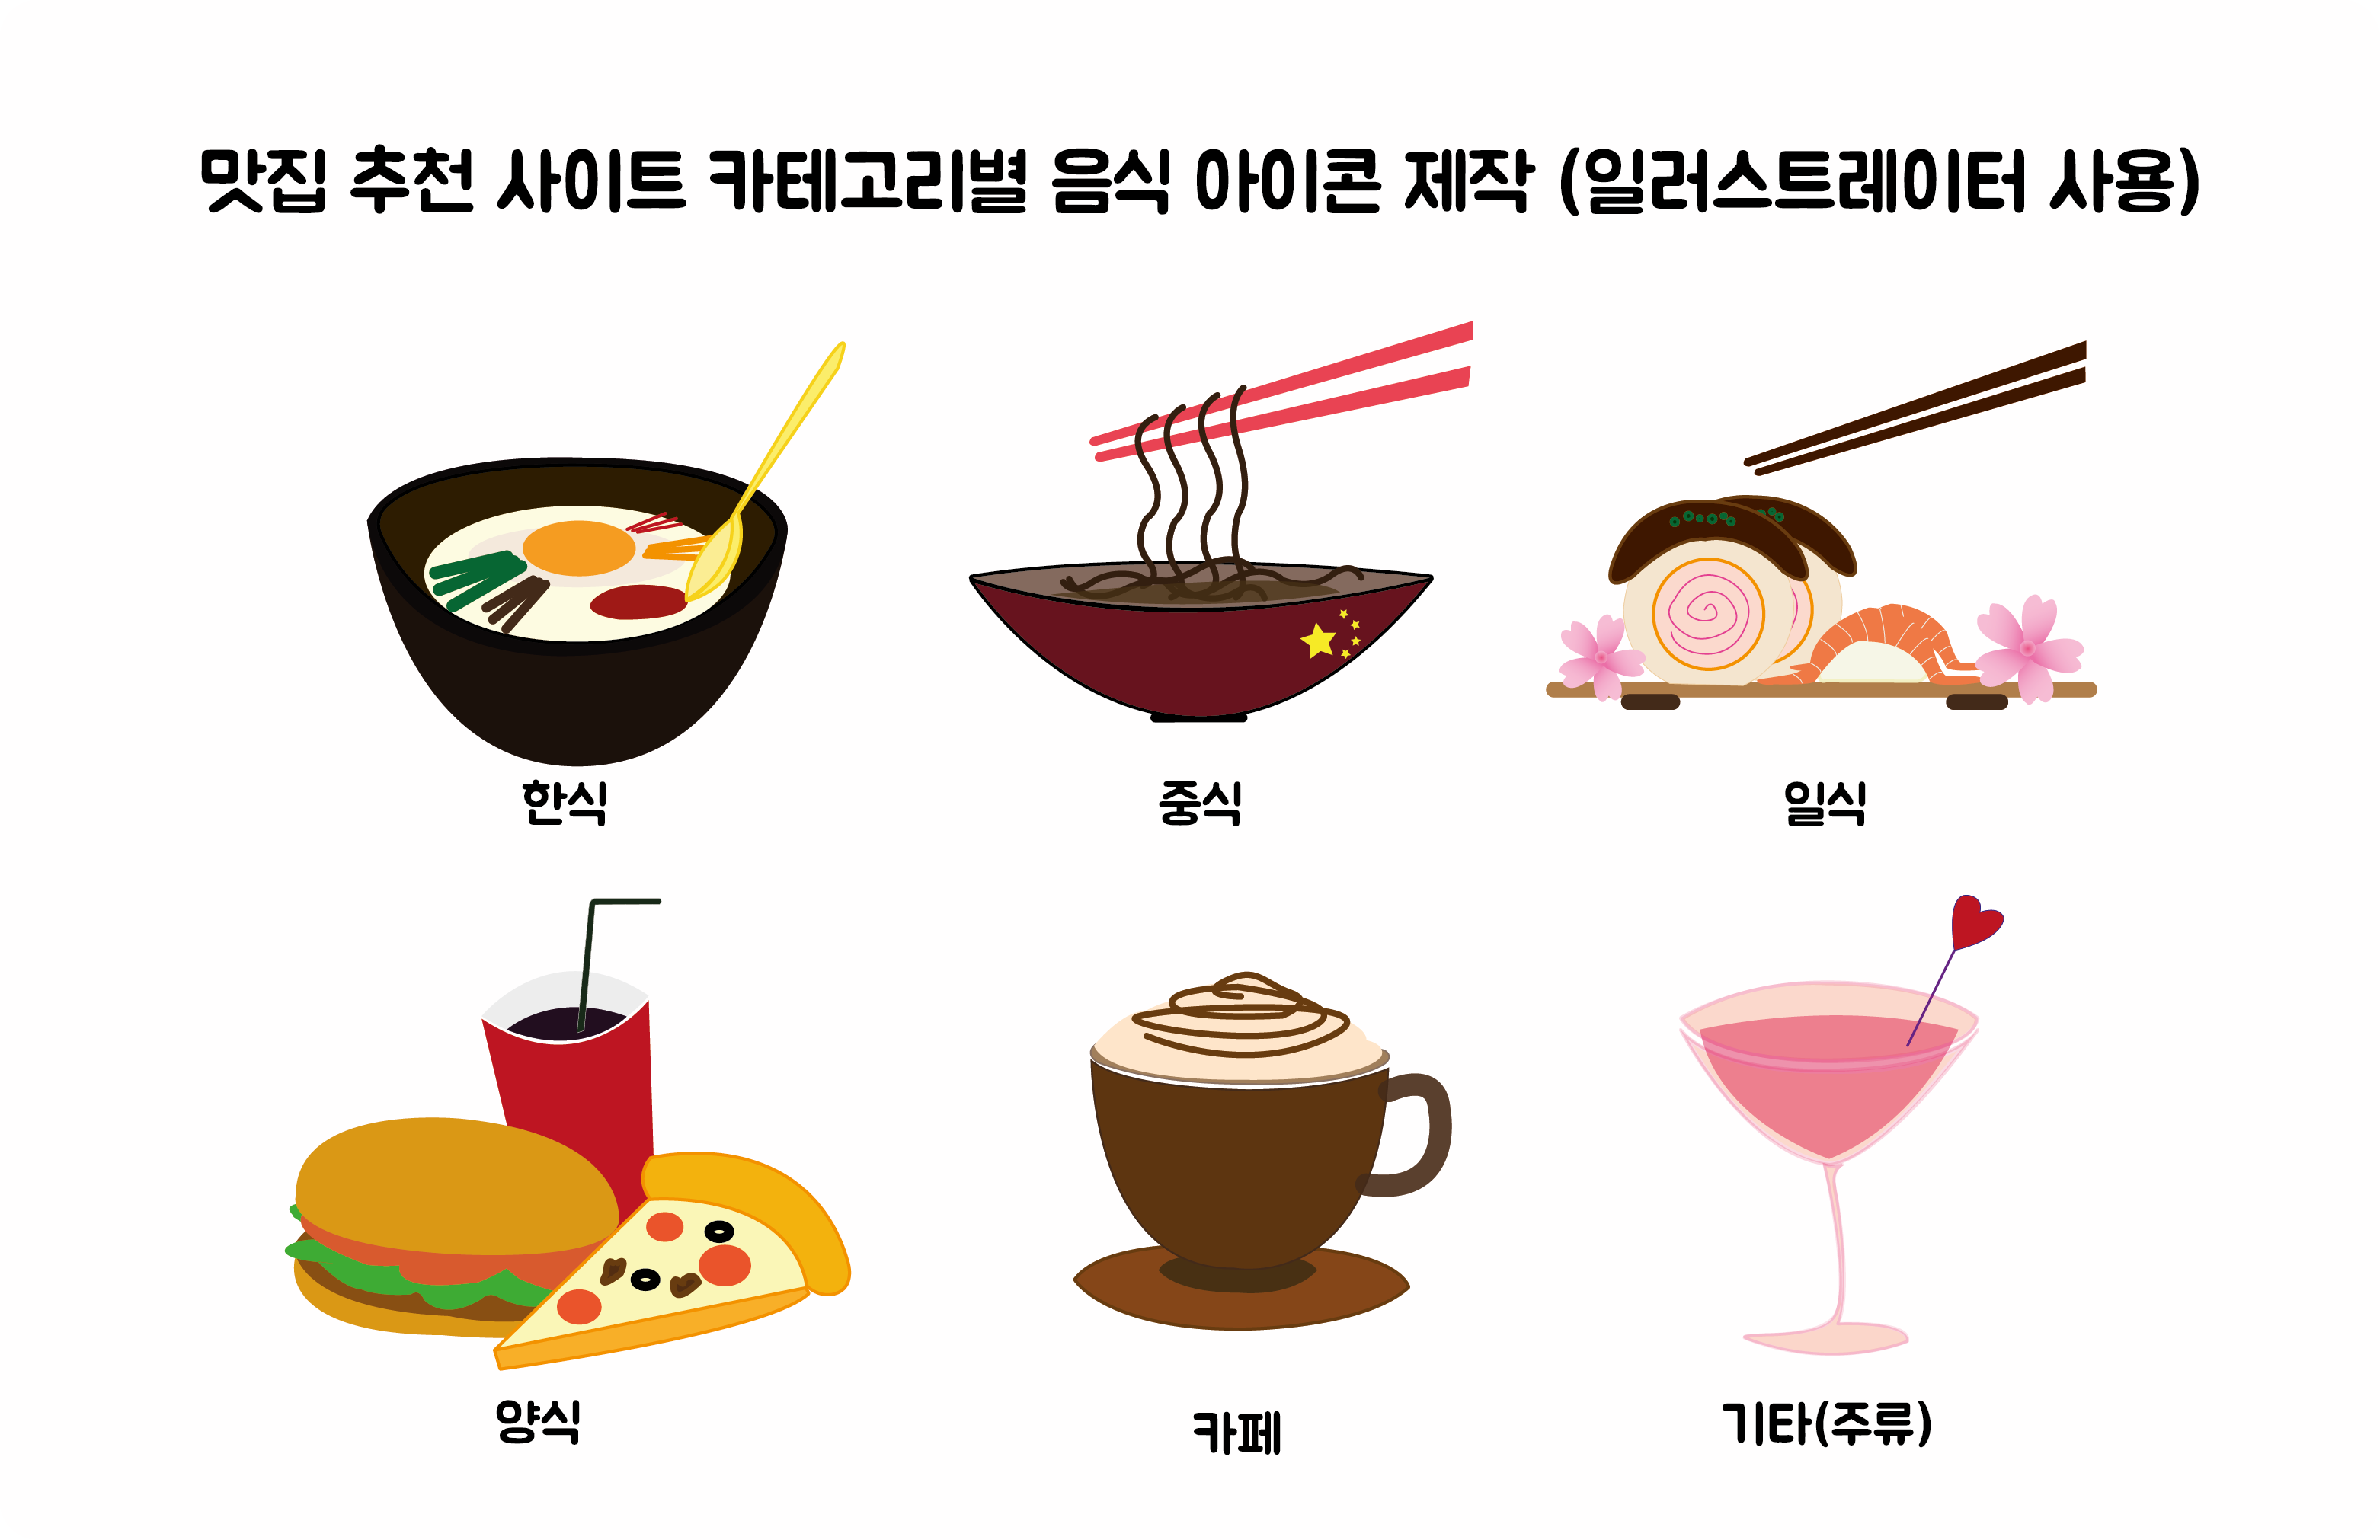 맛집 추천 사이트 카테고리별 음식 아이콘 제작 (일러스트레이터 사용)
한식
중식
일식
양식
카페
기타(주류)